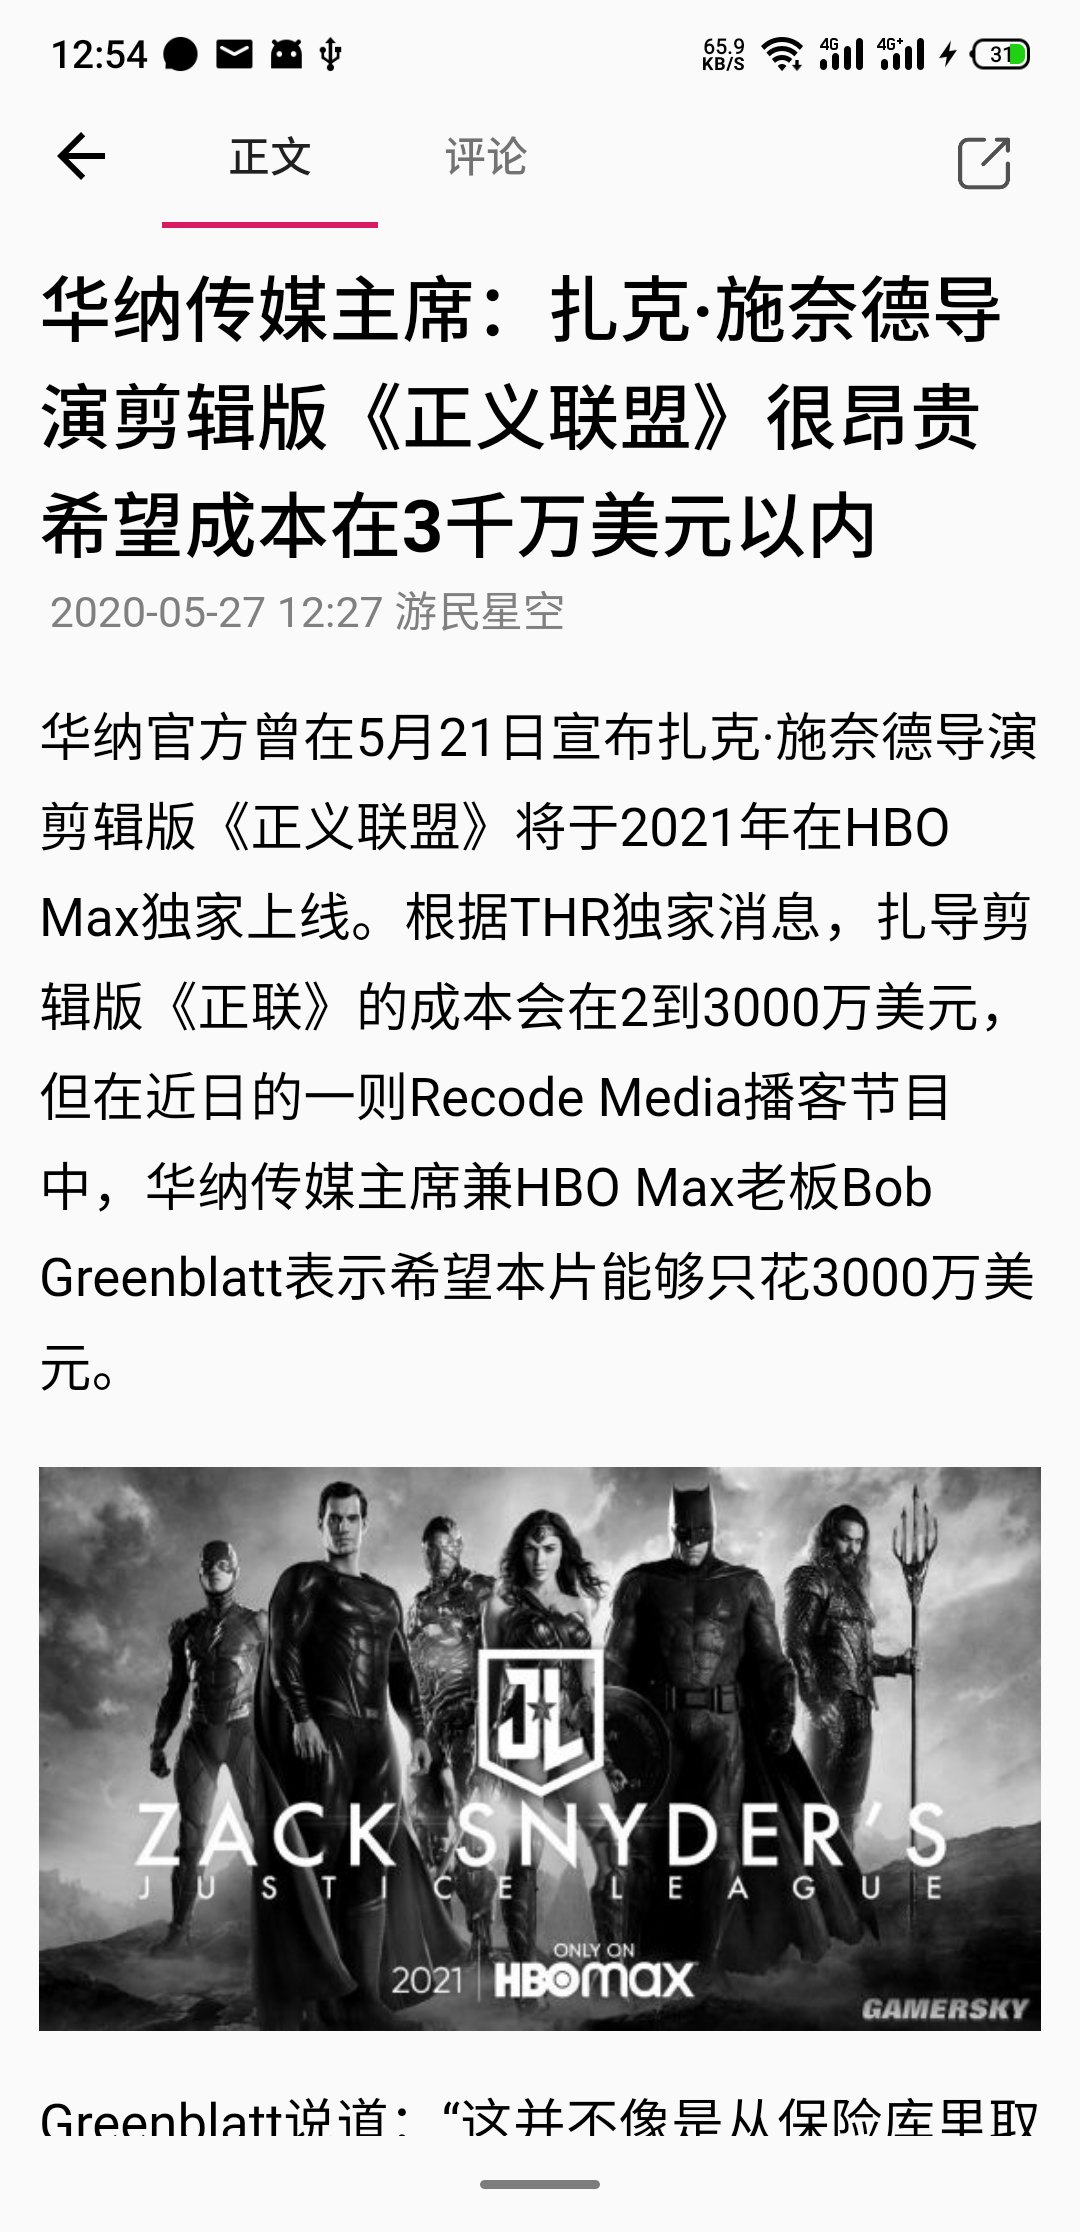 12:54
65.9
KB/S
4G
4G+
31
正文
评论
华纳传媒主席：扎克·施奈德导
演剪辑版《正义联盟》很昂贵
希望成本在3千万美元以内
2020-05-27 12:27 游民星空
华纳官方曾在5月21日宣布扎克·施奈德导演
剪辑版《正义联盟》将于2021年在HBO
Max独家上线。根据THR独家消息，扎导剪
辑版《正联》的成本会在2到3000万美元，
但在近日的一则Recode Media播客节目
中，华纳传媒主席兼HBO Max老板Bob
Greenblatt表示希望本片能够只花3000万美
元。
JL
ZACK SNYDER'S
JUSTICE LEAGUE
2021
ONLY ON
HBOmax
GAMERSKY
Greenblatt说道：“这并不像是从保险库里取